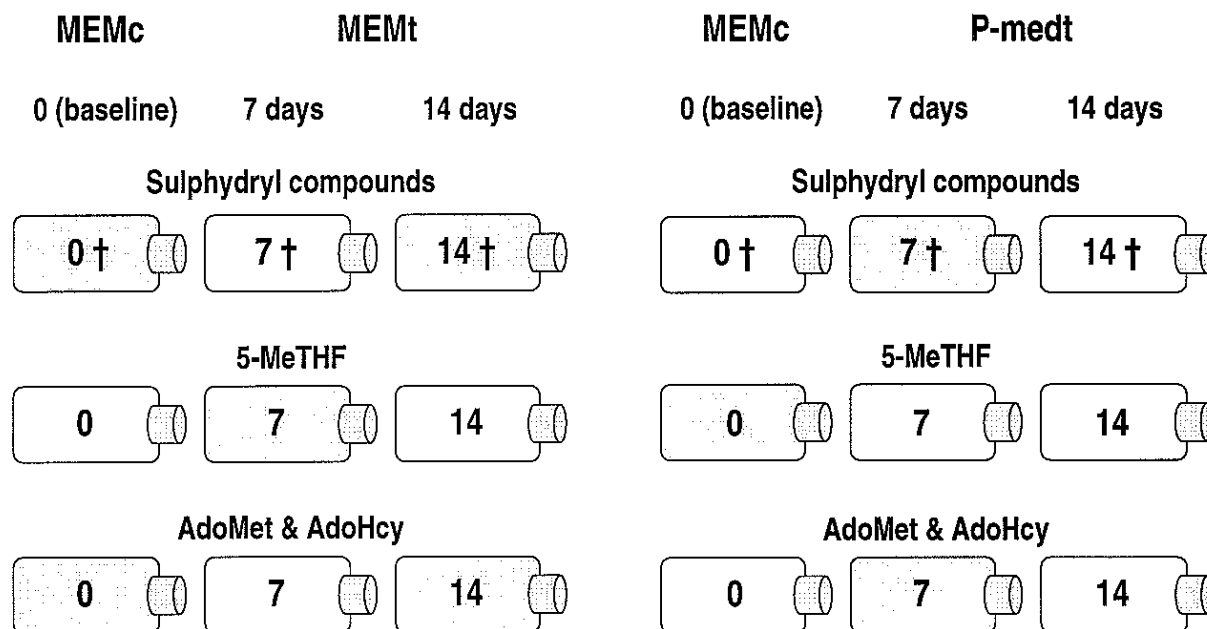 MEMc MEMt MEMc P-medt
0 (baseline) 7 days 14 days 0 (baseline) 7 days 14 days
Sulphydryl compounds Sulphydryl compounds
0 † 7 † 14 † 0 † 7 † 14 †
5-MeTHF 5-MeTHF
0 7 14 0 7 14
AdoMet & AdoHcy AdoMet & AdoHcy
0 7 14 0 7 14